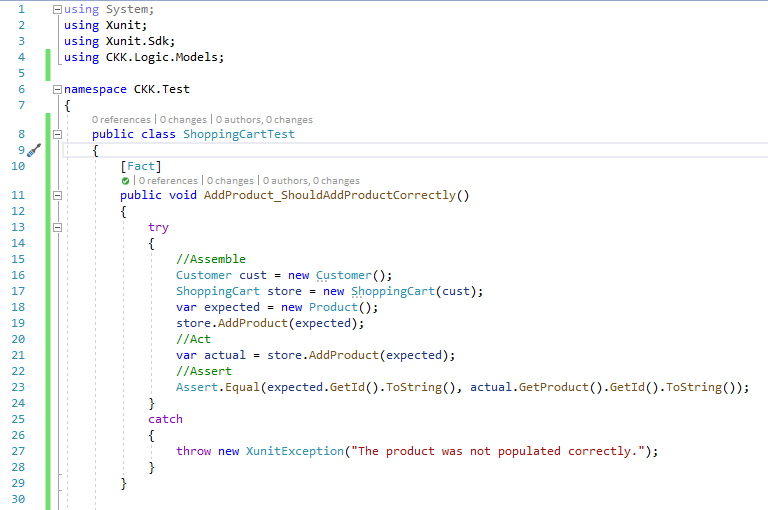 1 using System;
2 using Xunit;
3 using Xunit.Sdk;
4 using CKK.Logic.Models;
5
6 namespace CKK.Test
7 {
0 references | 0 changes | 0 authors, 0 changes
8 public class ShoppingCartTest
9 {
10 [Fact]
| 0 references | 0 changes | 0 authors, 0 changes
11 public void AddProduct_ShouldAddProductCorrectly()
12 {
13 try
14 {
15 //Assemble
16 Customer cust = new Customer();
17 ShoppingCart store = new ShoppingCart(cust);
18 var expected = new Product();
19 store.AddProduct(expected);
20 //Act
21 var actual = store.AddProduct(expected);
22 //Assert
23 Assert.Equal(expected.GetId().ToString(), actual.GetProduct().GetId().ToString());
24 }
25 catch
26 {
27 throw new XunitException("The product was not populated correctly.");
28 }
29 }
30